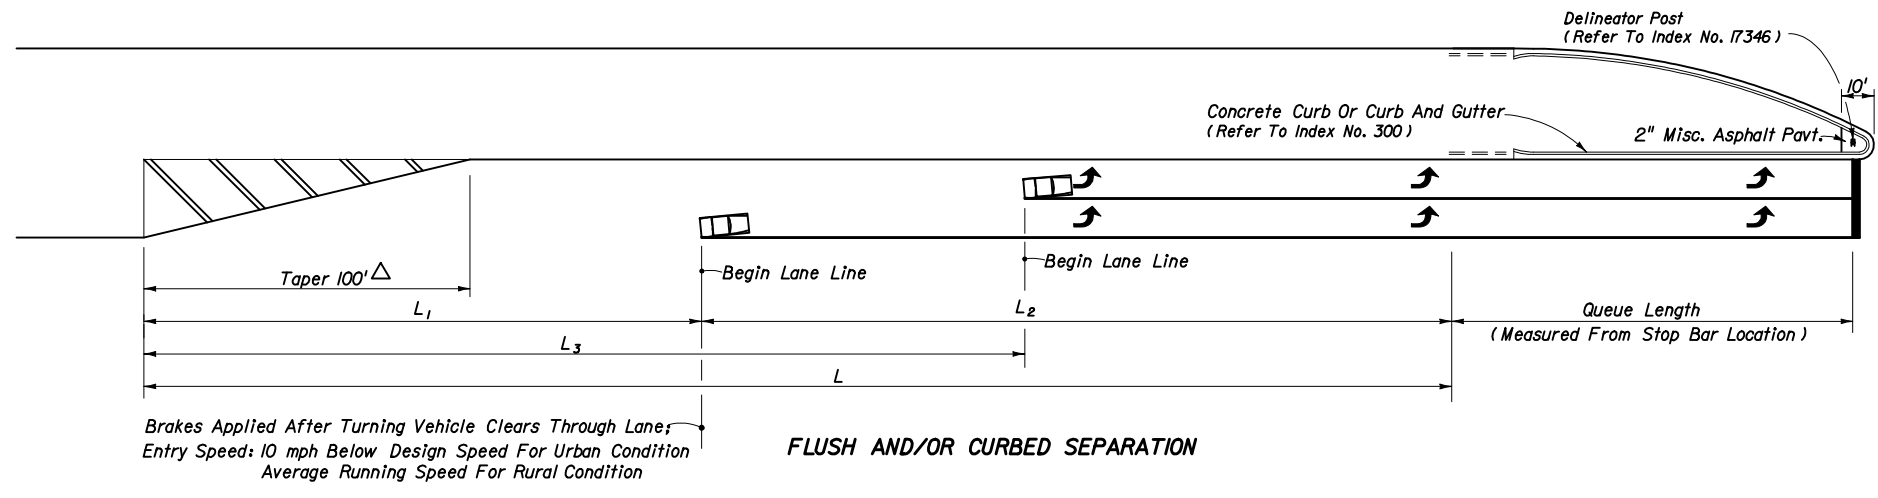 Delineator Post
(Refer To Index No. 17346)
10'
Concrete Curb Or Curb And Gutter
(Refer To Index No. 300)
2" Misc. Asphalt Pavt.
Begin Lane Line
Begin Lane Line
Taper 100' △
L₁
L₂
Queue Length
(Measured From Stop Bar Location)
L₃
L
Brakes Applied After Turning Vehicle Clears Through Lane;
Entry Speed: 10 mph Below Design Speed For Urban Condition
Average Running Speed For Rural Condition
FLUSH AND/OR CURBED SEPARATION